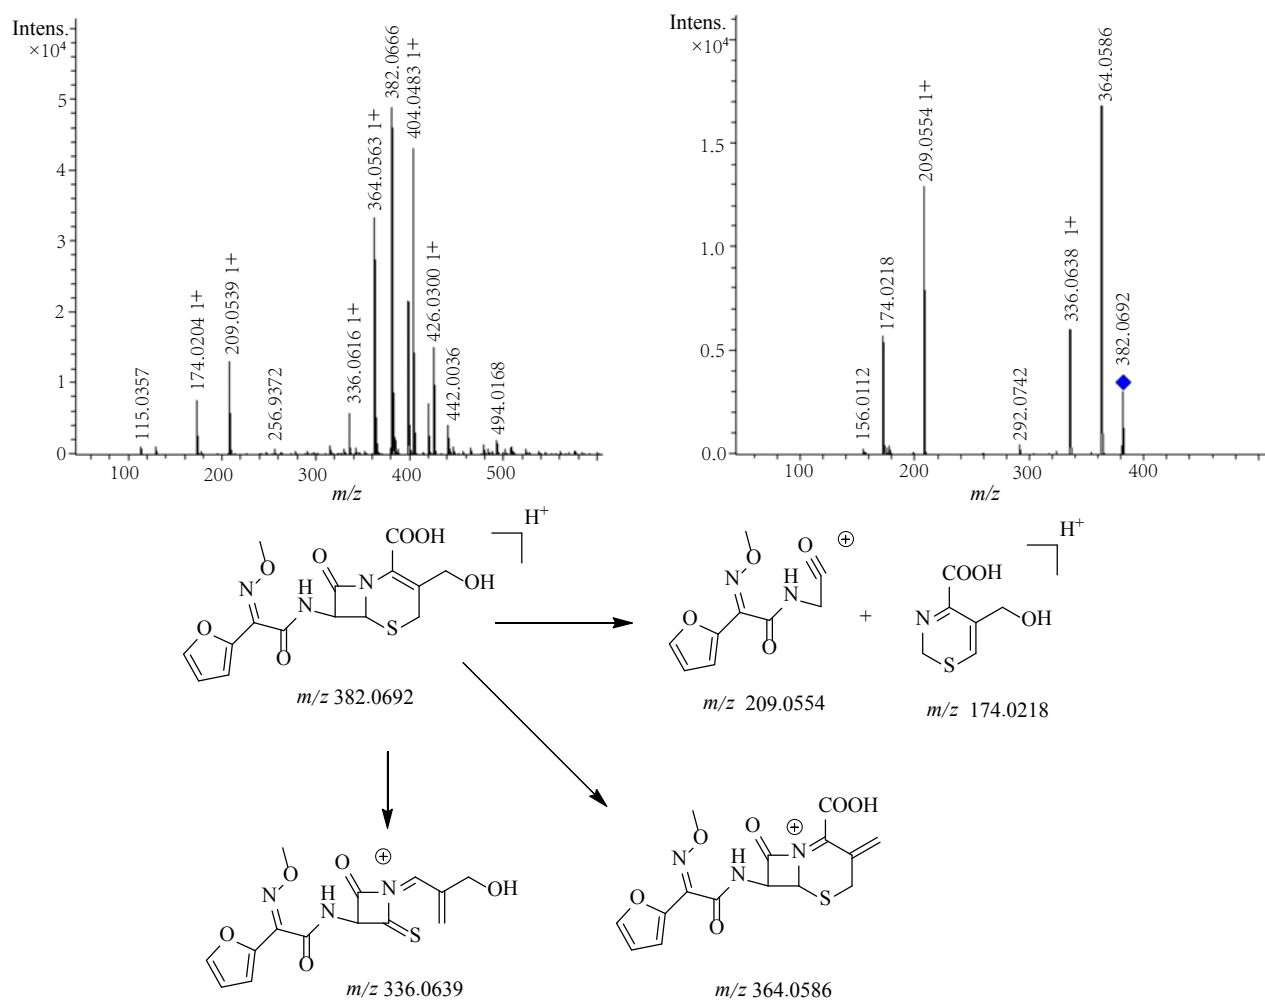 Intens.
×10⁴
5
4
3
2
1
0
100
200
300
400
500
m/z
115.0357
174.0204 1+
209.0539 1+
256.9372
336.0616 1+
364.0563 1+
382.0666
404.0483 1+
426.0300 1+
442.0036
494.0168
Intens.
×10⁴
1.5
1.0
0.5
0.0
100
200
300
400
m/z
156.0112
174.0218
209.0554 1+
292.0742
336.0638 1+
364.0586
382.0692
H⁺
COOH
O
O
N
N
OH
H
N
O
S
O
m/z 382.0692
⊕
O
O
N
H
N
O
O
m/z 209.0554
+
H⁺
COOH
N
OH
S
m/z 174.0218
⊕
O
O
N
N
OH
H
N
O
S
O
m/z 336.0639
COOH
⊕
O
O
N
N
H
N
O
S
O
m/z 364.0586